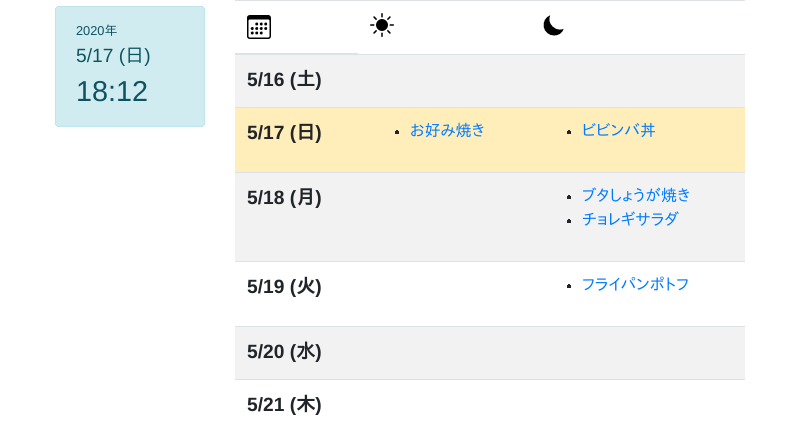 2020年
5/17 (日)
18:12
5/16 (土)
5/17 (日)
お好み焼き
ビビンバ丼
5/18 (月)
ブタしょうが焼き
チョレギサラダ
5/19 (火)
フライパンポトフ
5/20 (水)
5/21 (木)